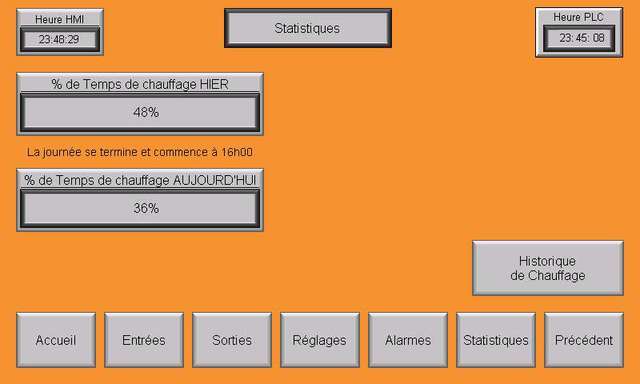 Heure HMI
23:48:29
Statistiques
Heure PLC
23: 45: 08
% de Temps de chauffage HIER
48%
La journée se termine et commence à 16h00
% de Temps de chauffage AUJOURD'HUI
36%
Historique
de Chauffage
Accueil
Entrées
Sorties
Réglages
Alarmes
Statistiques
Précédent